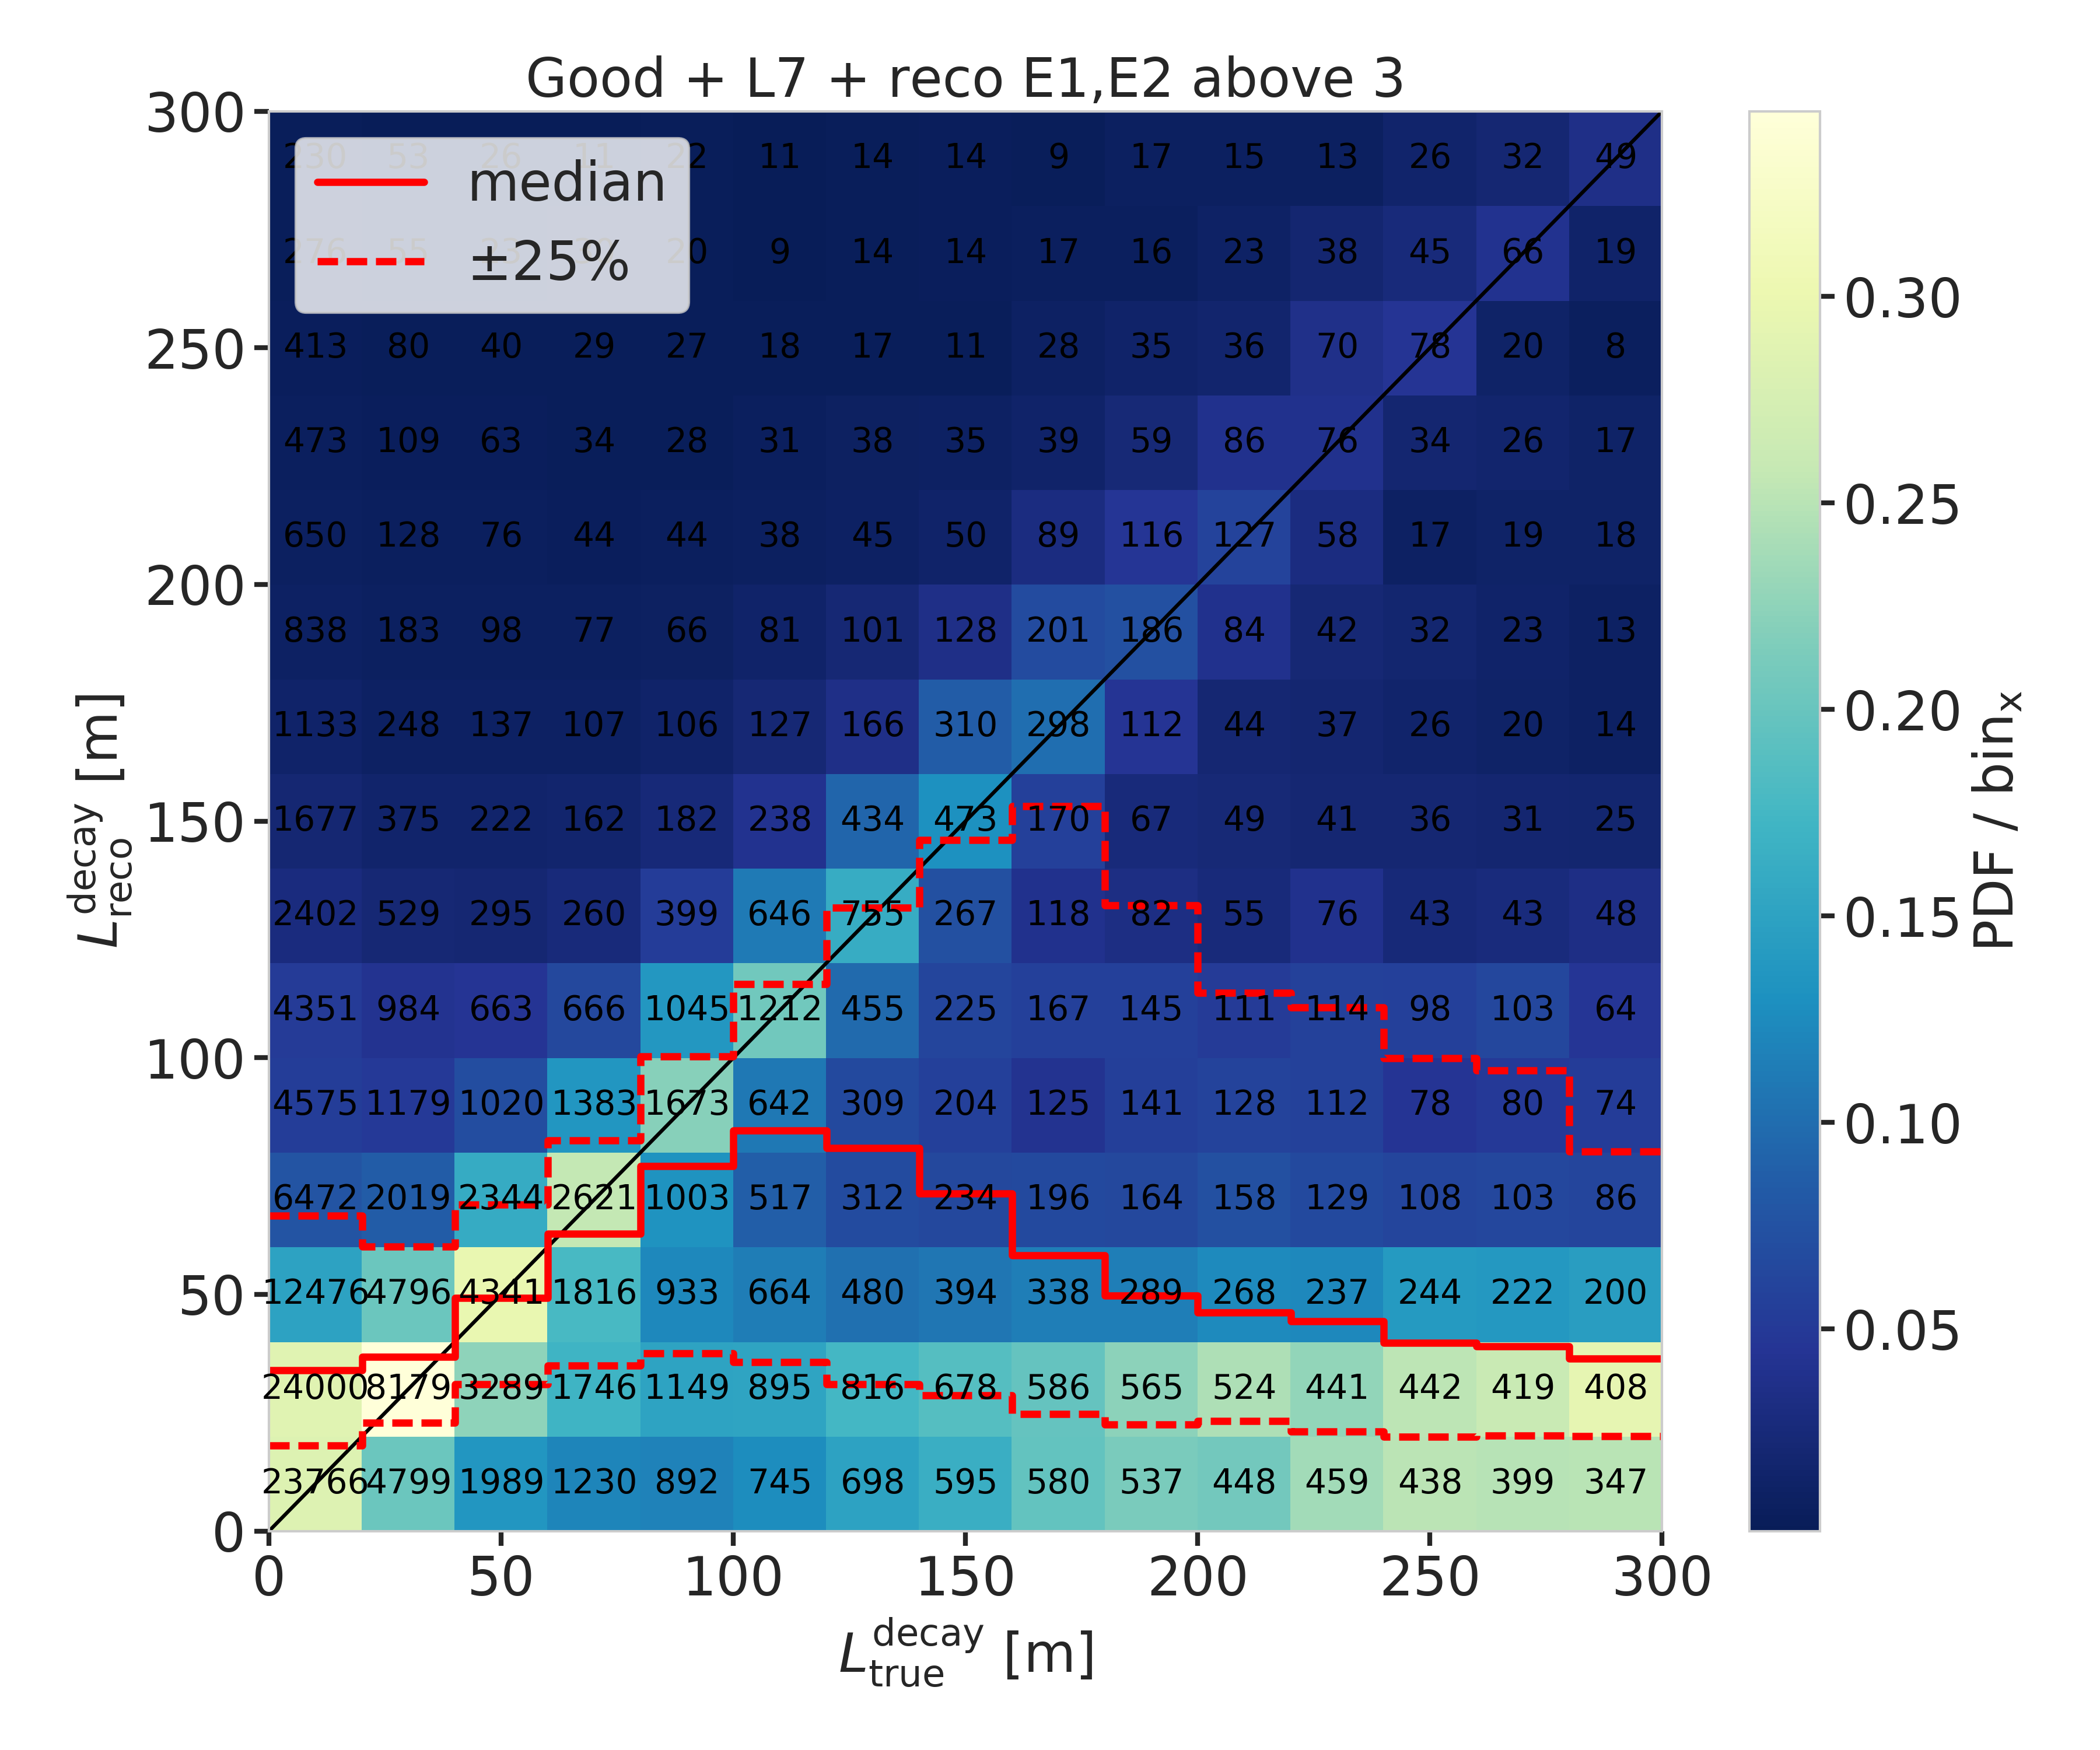 Good + L7 + reco E1,E2 above 3
median
±25%
300
250
200
150
100
50
0
0 50 100 150 200 250 300
L_reco^decay [m]
L_true^decay [m]
0.30
0.25
0.20
0.15
0.10
0.05
PDF / bin_x
230 53 26 11 22 11 14 14 9 17 15 13 26 32 49
276 55 20 9 14 14 17 16 23 38 45 66 19
413 80 40 29 27 18 17 11 28 35 36 70 78 20 8
473 109 63 34 28 31 38 35 39 59 86 76 34 26 17
650 128 76 44 44 38 45 50 89 116 127 58 17 19 18
838 183 98 77 66 81 101 128 201 186 84 42 32 23 13
1133 248 137 107 106 127 166 310 298 112 44 37 26 20 14
1677 375 222 162 182 238 434 473 170 67 49 41 36 31 25
2402 529 295 260 399 646 755 267 118 82 55 76 43 43 48
4351 984 663 666 1045 1212 455 225 167 145 111 114 98 103 64
4575 1179 1020 1383 1673 642 309 204 125 141 128 112 78 80 74
6472 2019 2344 2621 1003 517 312 234 196 164 158 129 108 103 86
12476 4796 4341 1816 933 664 480 394 338 289 268 237 244 222 200
24000 8179 3289 1746 1149 895 816 678 586 565 524 441 442 419 408
23766 4799 1989 1230 892 745 698 595 580 537 448 459 438 399 347